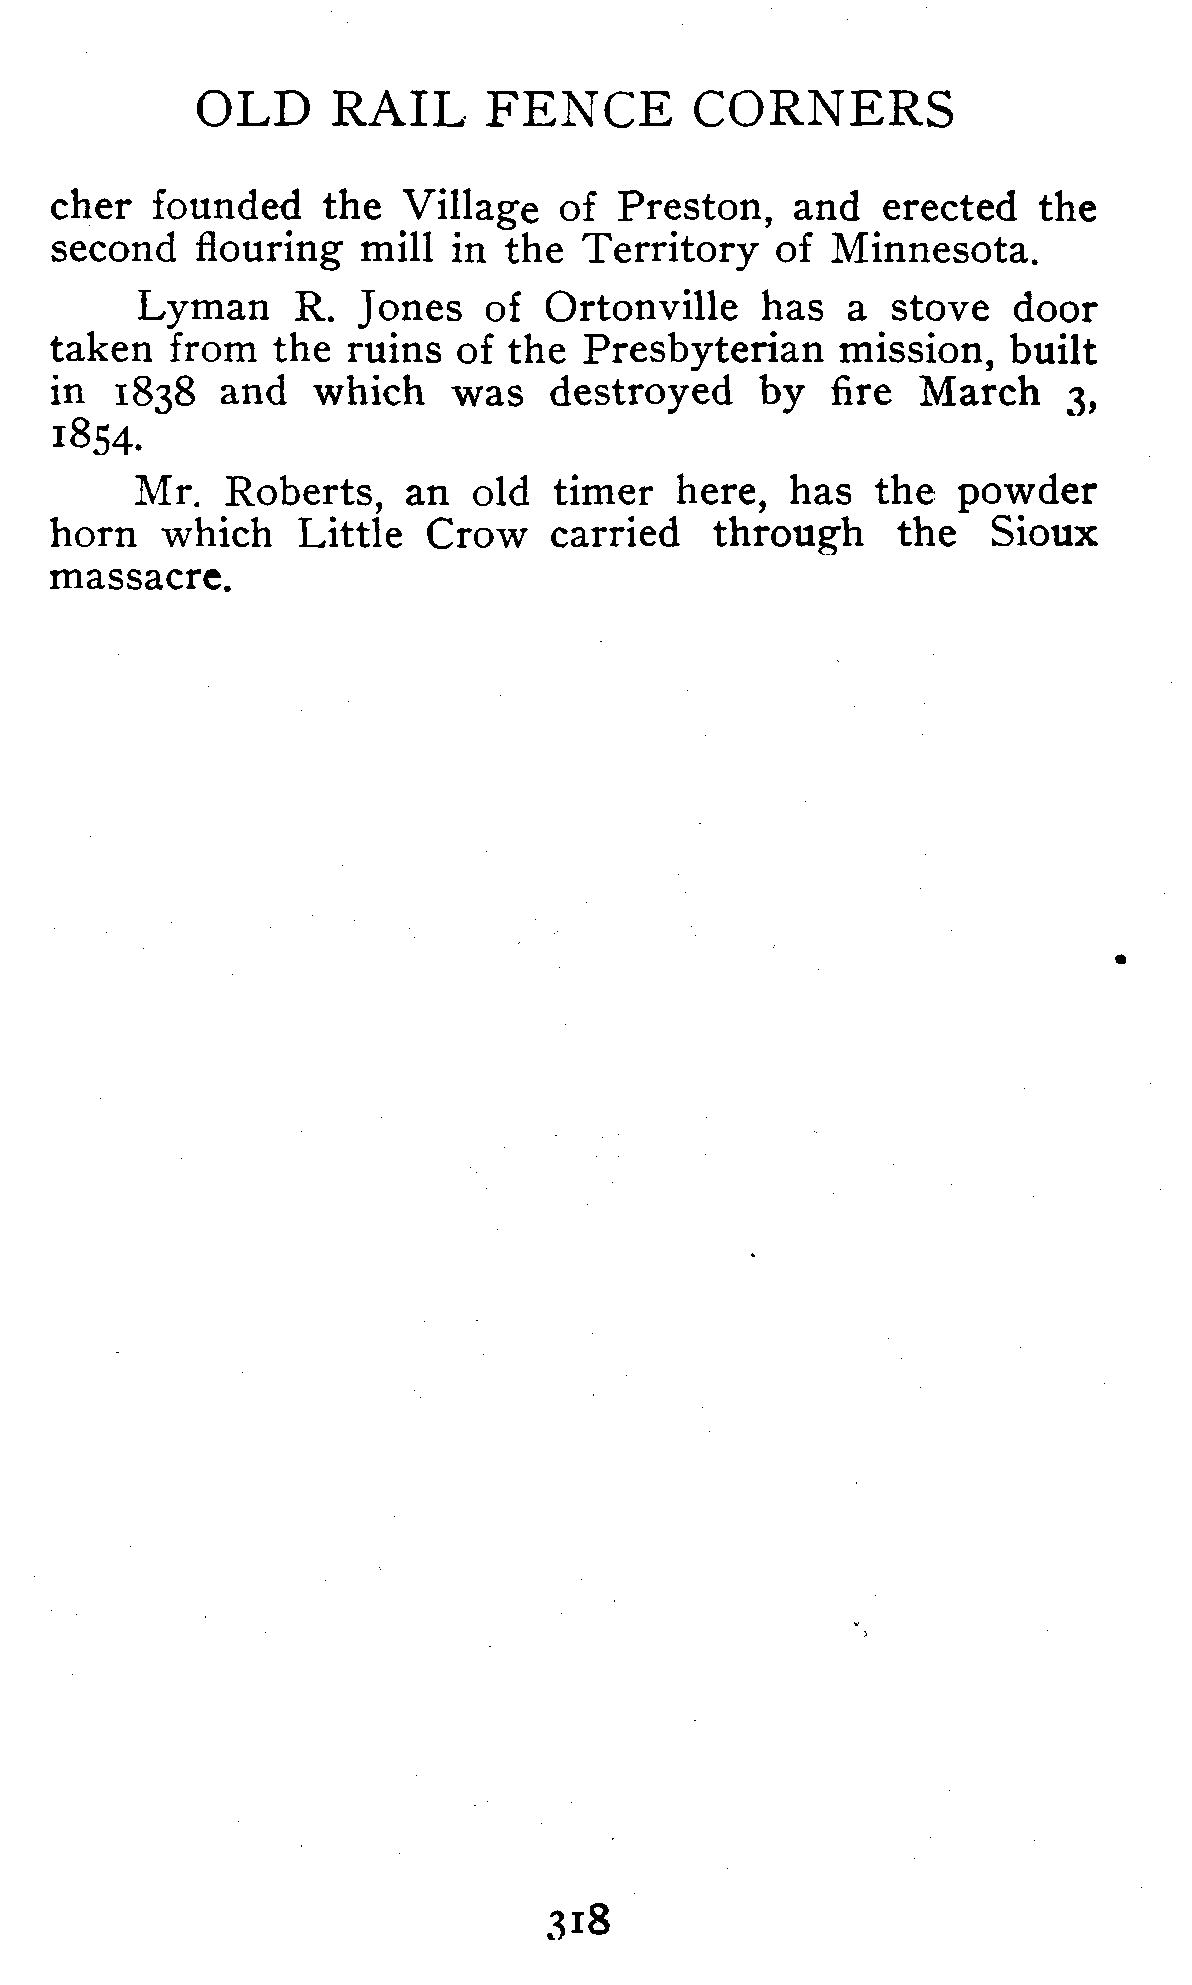 OLD RAIL FENCE CORNERS
cher founded the Village of Preston, and erected the
second flouring mill in the Territory of Minnesota.
Lyman R. Jones of Ortonville has a stove door
taken from the ruins of the Presbyterian mission, built
in 1838 and which was destroyed by fire March 3,
1854.
Mr. Roberts, an old timer here, has the powder
horn which Little Crow carried through the Sioux
massacre.
318